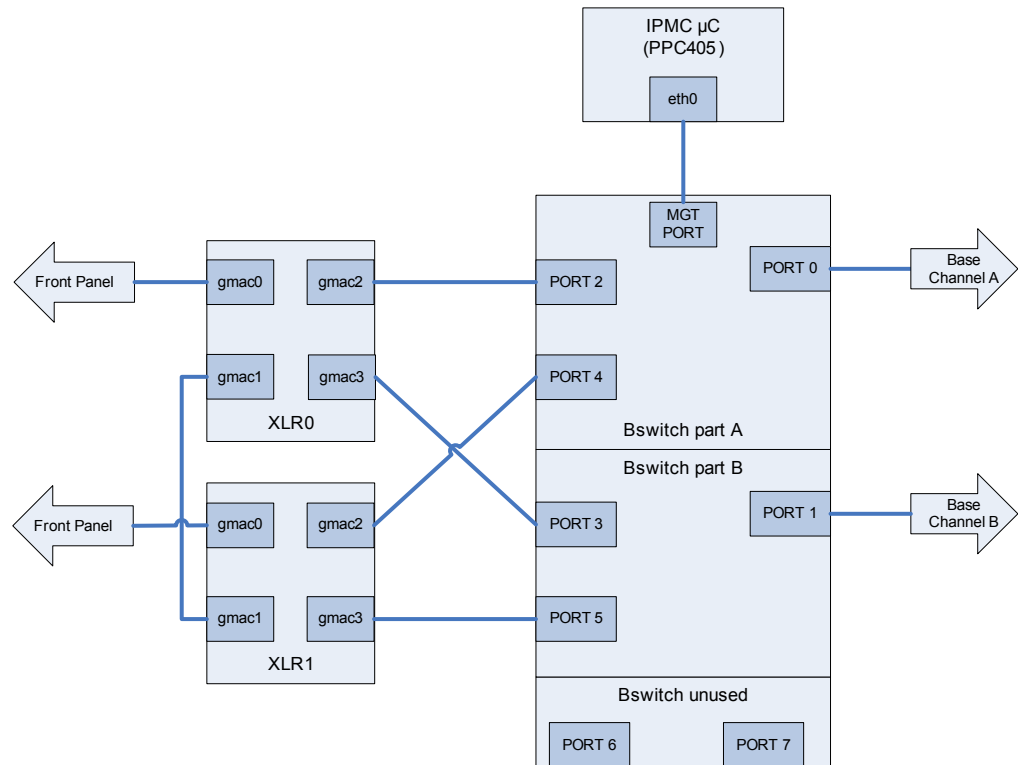 IPMC µC
(PPC405)
eth0
MGT
PORT
PORT 0
Base
Channel A
Front Panel
gmac0
gmac2
PORT 2
gmac1
gmac3
PORT 4
XLR0
Bswitch part A
Bswitch part B
Front Panel
gmac0
gmac2
PORT 3
PORT 1
Base
Channel B
gmac1
gmac3
PORT 5
XLR1
Bswitch unused
PORT 6
PORT 7